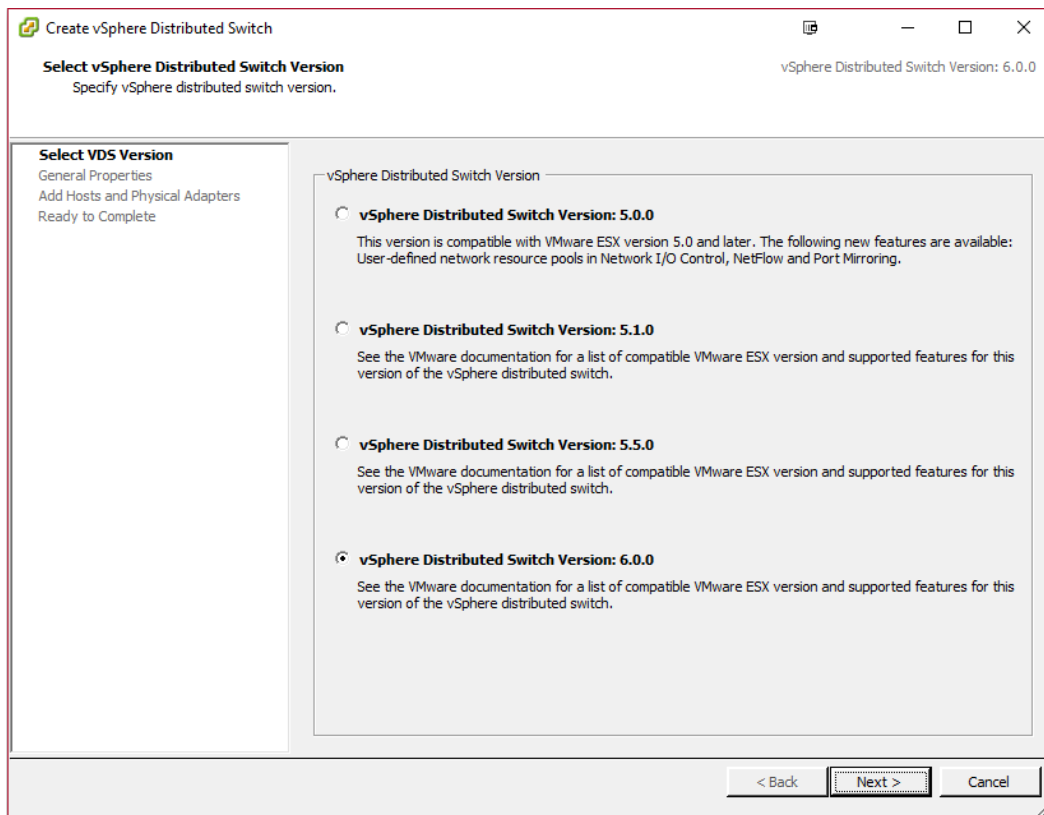 Create vSphere Distributed Switch
Select vSphere Distributed Switch Version
vSphere Distributed Switch Version: 6.0.0
Specify vSphere distributed switch version.
Select VDS Version
General Properties
Add Hosts and Physical Adapters
Ready to Complete
vSphere Distributed Switch Version
vSphere Distributed Switch Version: 5.0.0
This version is compatible with VMware ESX version 5.0 and later. The following new features are available:
User-defined network resource pools in Network I/O Control, NetFlow and Port Mirroring.
vSphere Distributed Switch Version: 5.1.0
See the VMware documentation for a list of compatible VMware ESX version and supported features for this
version of the vSphere distributed switch.
vSphere Distributed Switch Version: 5.5.0
See the VMware documentation for a list of compatible VMware ESX version and supported features for this
version of the vSphere distributed switch.
vSphere Distributed Switch Version: 6.0.0
See the VMware documentation for a list of compatible VMware ESX version and supported features for this
version of the vSphere distributed switch.
< Back
Next >
Cancel